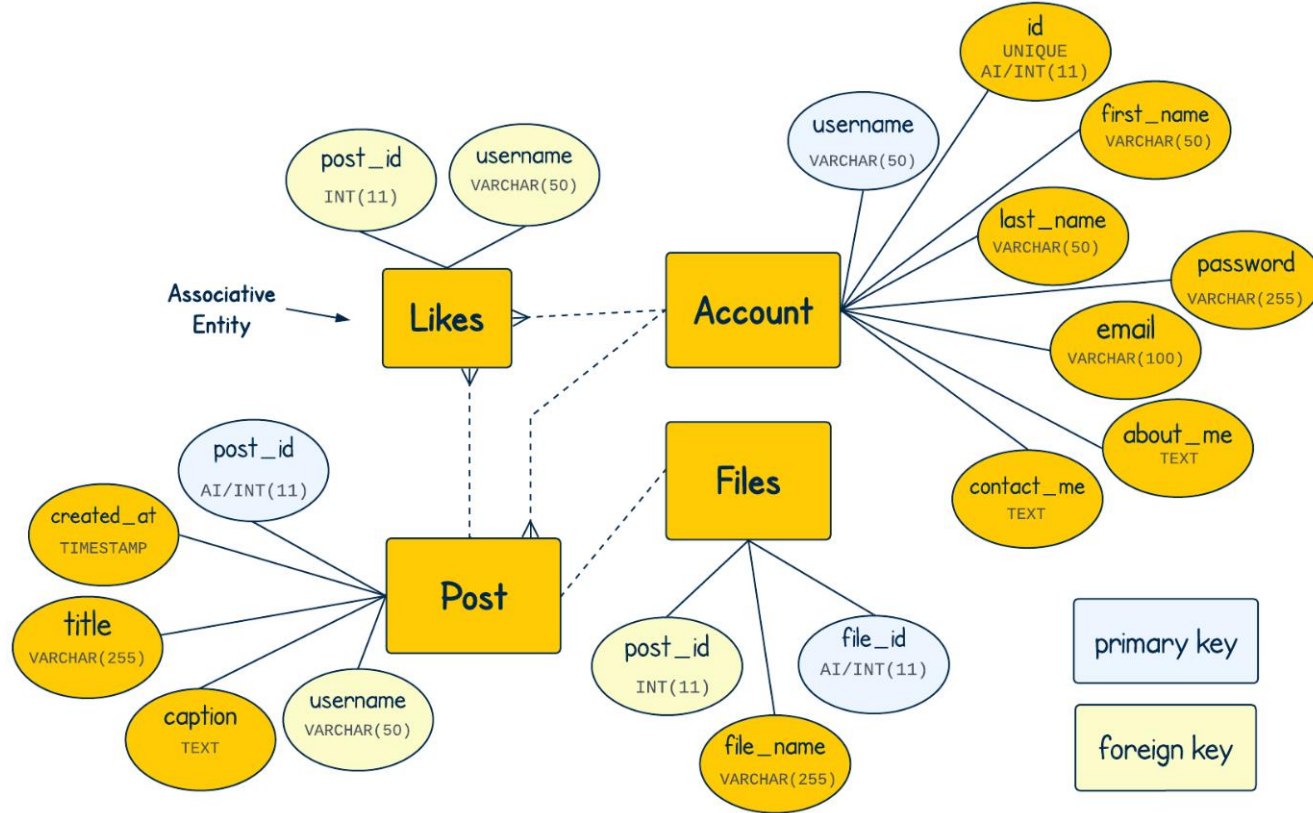 id
UNIQUE
AI/INT(11)
username
VARCHAR(50)
first_name
VARCHAR(50)
post_id
INT(11)
username
VARCHAR(50)
last_name
VARCHAR(50)
password
VARCHAR(255)
Associative
Entity
Likes
Account
email
VARCHAR(100)
about_me
TEXT
contact_me
TEXT
post_id
AI/INT(11)
Files
created_at
TIMESTAMP
Post
title
VARCHAR(255)
caption
TEXT
username
VARCHAR(50)
post_id
INT(11)
file_id
AI/INT(11)
file_name
VARCHAR(255)
primary key
foreign key